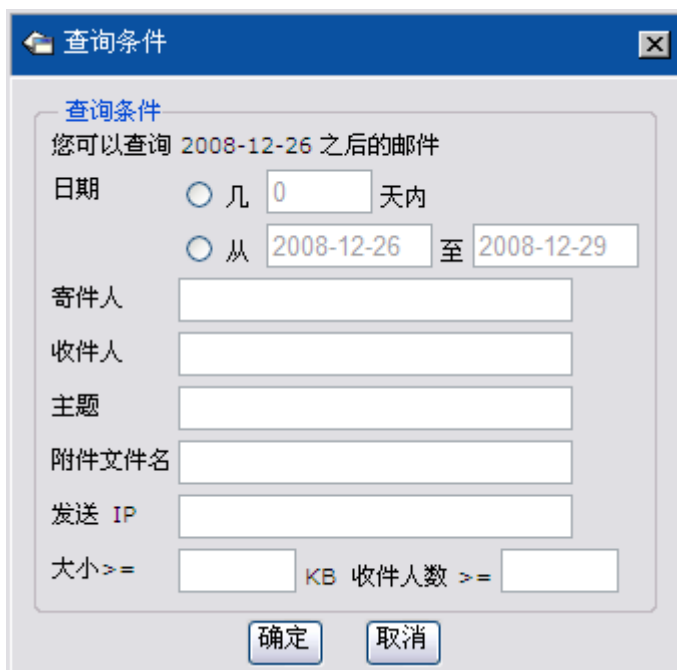 查询条件
查询条件
您可以查询 2008-12-26 之后的邮件
日期 几 0 天内
从 2008-12-26 至 2008-12-29
寄件人
收件人
主题
附件文件名
发送 IP
大小>= KB 收件人数 >=
确定 取消